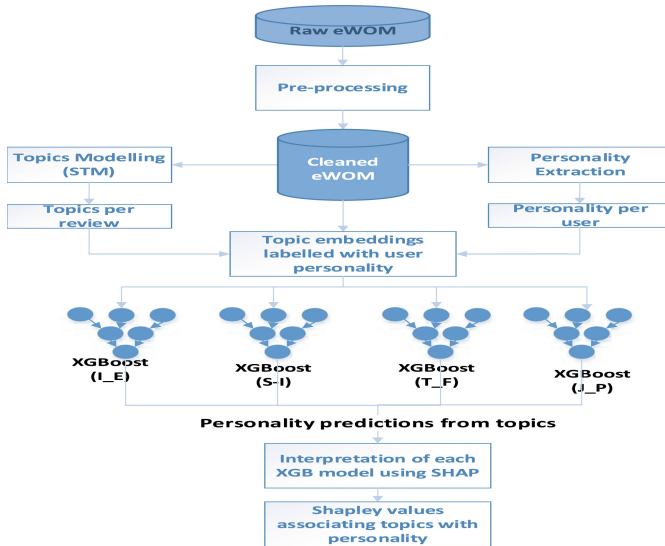 Raw eWOM
Pre-processing
Topics Modelling
(STM)
Cleaned
eWOM
Personality
Extraction
Topics per
review
Personality per
user
Topic embeddings
labelled with user
personality
XGBoost
(I_E)
XGBoost
(S-I)
XGBoost
(T_F)
XGBoost
(J_P)
Personality predictions from topics
Interpretation of each
XGB model using SHAP
Shapley values
associating topics with
personality